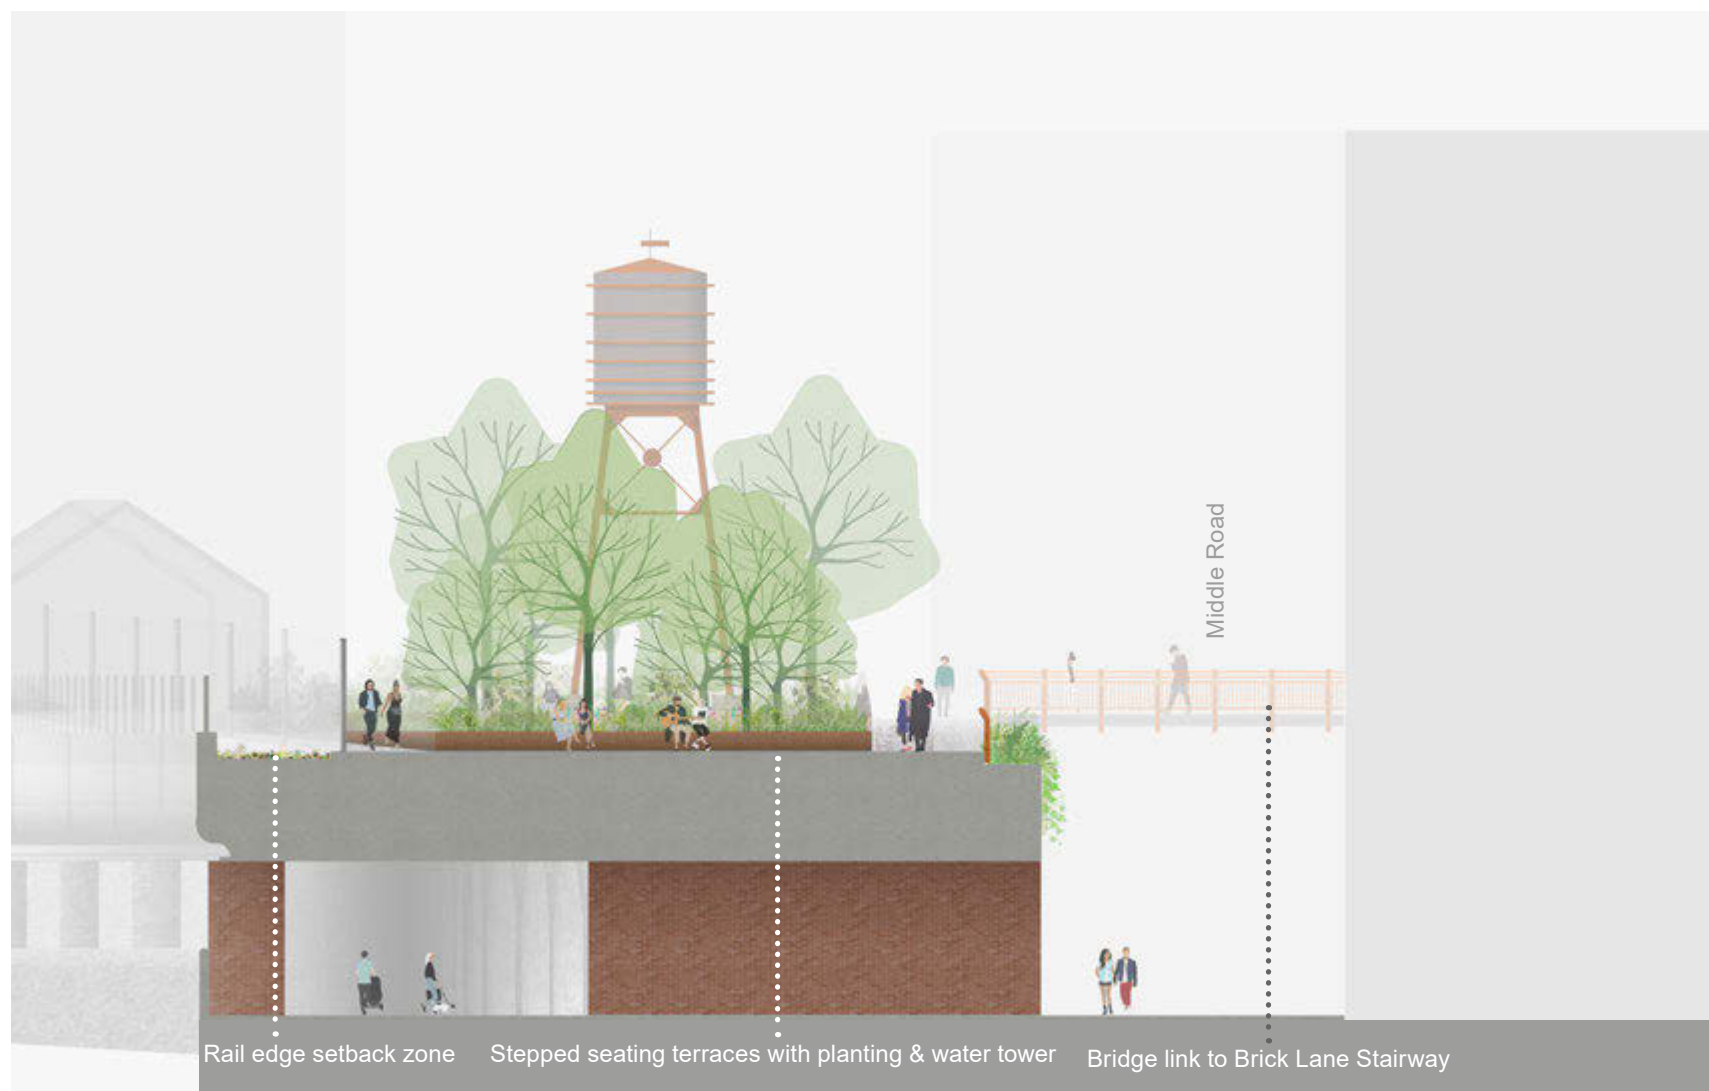 Middle Road
Rail edge setback zone
Stepped seating terraces with planting & water tower
Bridge link to Brick Lane Stairway